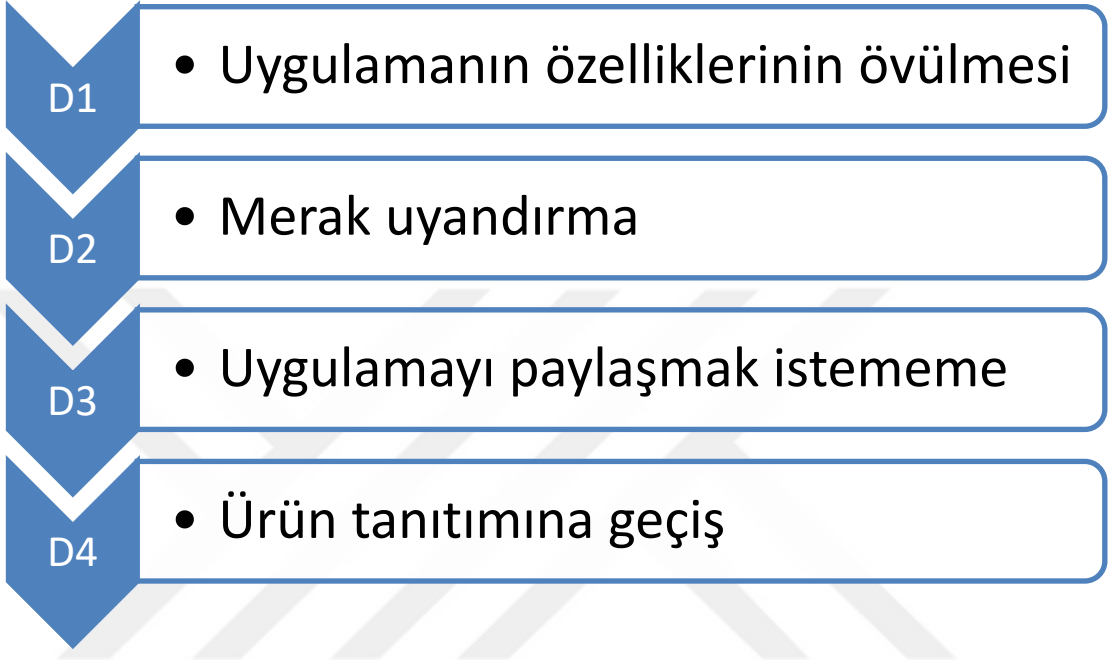 D1
• Uygulamanın özelliklerinin övülmesi
D2
• Merak uyandırma
D3
• Uygulamayı paylaşmak istememe
D4
• Ürün tanıtımına geçiş